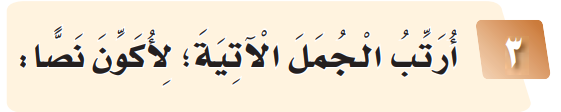 ٣ أُرَتِّبُ الْجُمَلَ الْآتِيَةَ؛ لِأُكَوِّنَ نَصًّا :